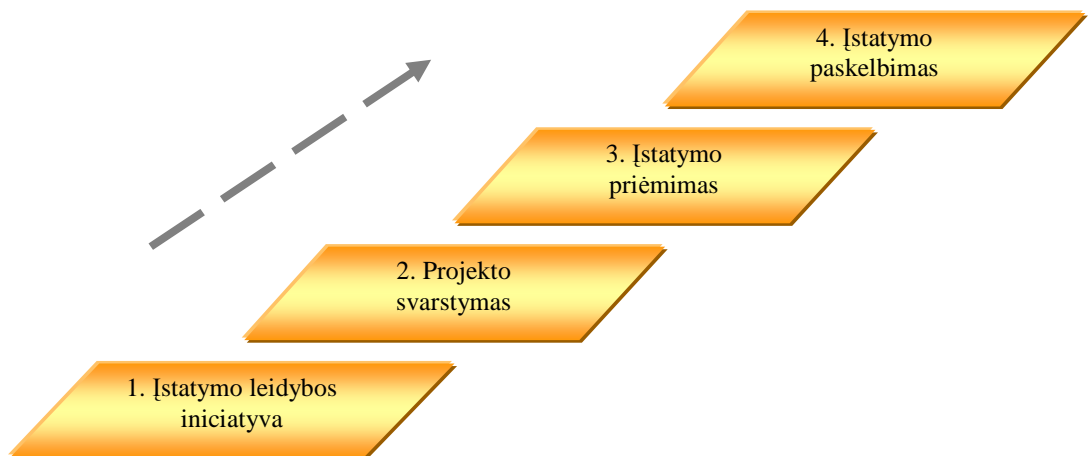 4. Įstatymo
paskelbimas
3. Įstatymo
priėmimas
2. Projekto
svarstymas
1. Įstatymo leidybos
iniciatyva